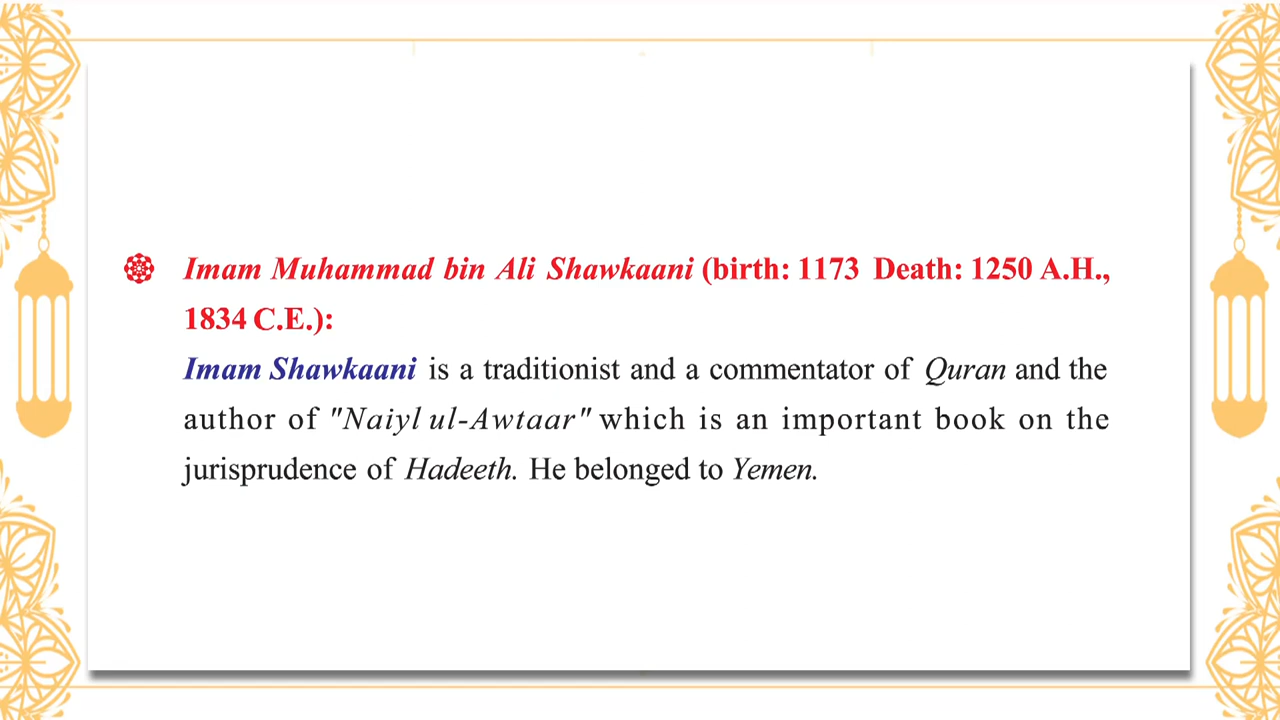 Imam Muhammad bin Ali Shawkaani (birth: 1173 Death: 1250 A.H.,
1834 C.E.):
Imam Shawkaani is a traditionist and a commentator of Quran and the
author of "Naiyl ul-Awtaar" which is an important book on the
jurisprudence of Hadeeth. He belonged to Yemen.